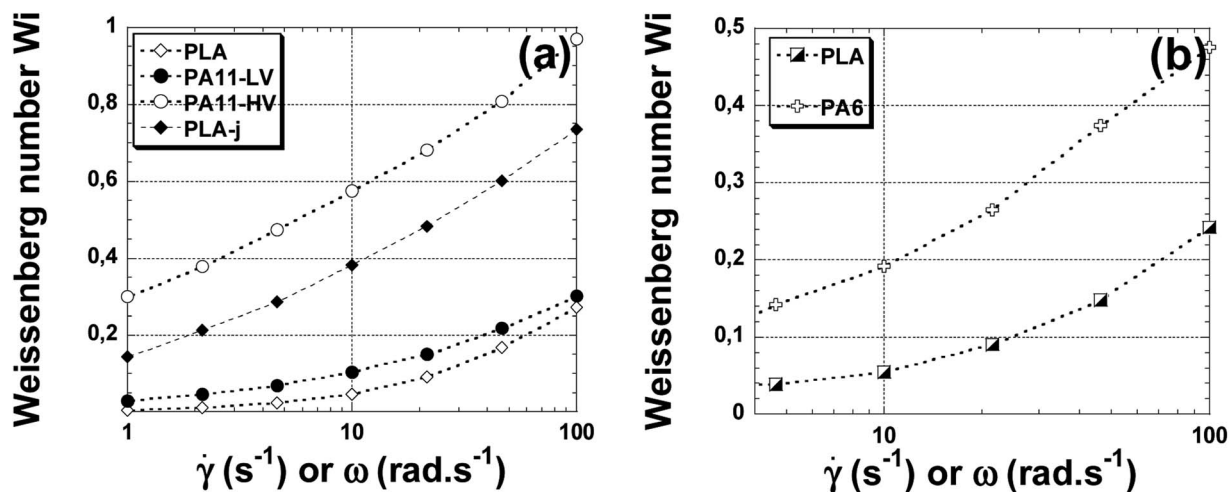 Weissenberg number Wi
1
0,8
0,6
0,4
0,2
(a)
PLA
PA11-LV
PA11-HV
PLA-j
1
10
100
γ̇ (s⁻¹) or ω (rad.s⁻¹)
Weissenberg number Wi
0,5
0,4
0,3
0,2
0,1
0
(b)
PLA
PA6
10
100
γ̇ (s⁻¹) or ω (rad.s⁻¹)